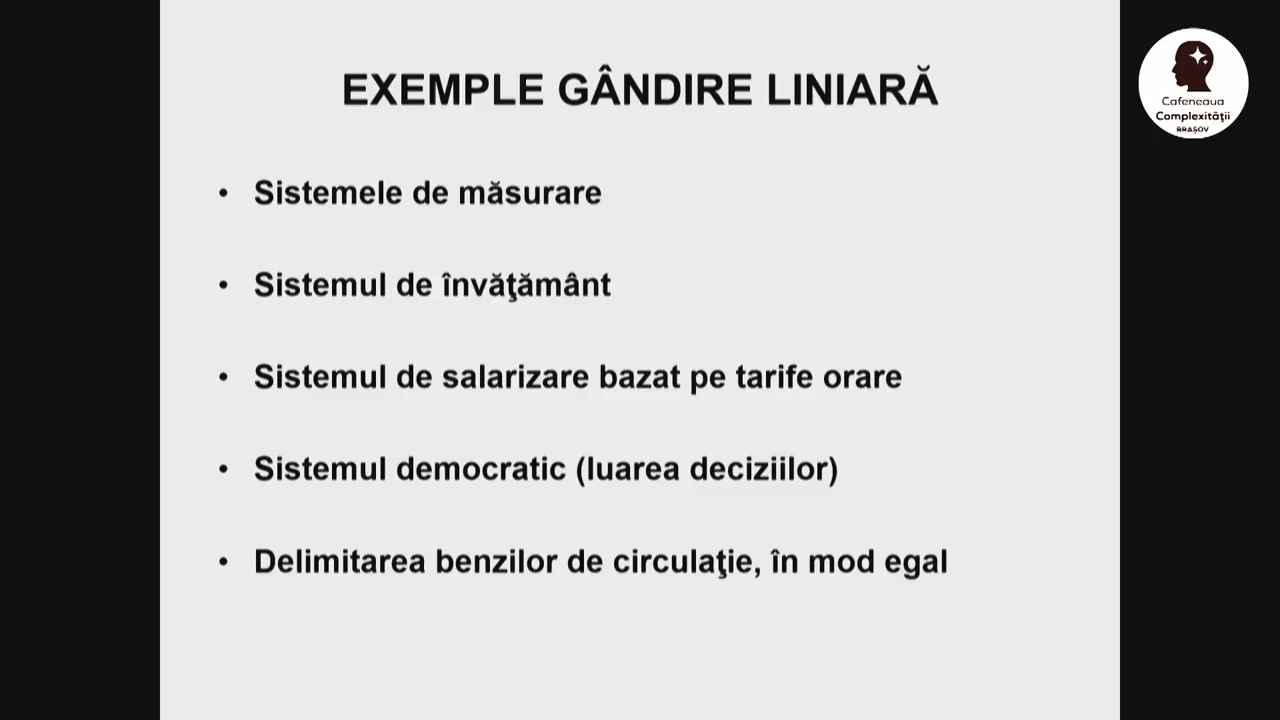 EXEMPLE GÂNDIRE LINIARĂ
Cafeneaua
Complexităţii
BRAŞOV
• Sistemele de măsurare
• Sistemul de învăţământ
• Sistemul de salarizare bazat pe tarife orare
• Sistemul democratic (luarea deciziilor)
• Delimitarea benzilor de circulaţie, în mod egal